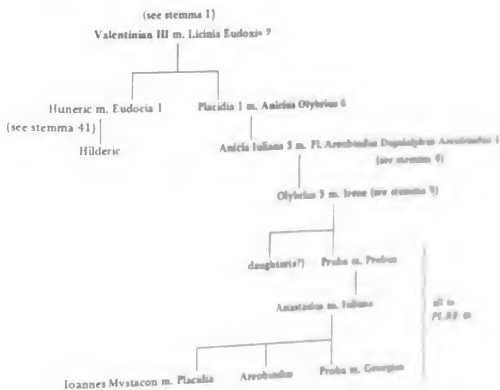 (see stemma 1)
Valentinian III m. Licinia Eudoxia 2
Huneric m. Eudocia 1 Placidia 1 m. Anicius Olybrius 6
(see stemma 41)
Hilderic
Anicia Iuliana 3 m. Fl. Areobindus Dagalaiphus Areobindus 1
(see stemma 4)
Olybrius 3 m. Irene (see stemma 9)
daughter(s?) Proba m. Probus
Anastasius m. Iuliana
all in
PLRE III
Ioannes Mystacon m. Placidia Areobindus Proba m. Georgius